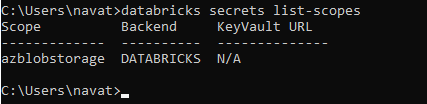 C:\Users\navat>databricks secrets list-scopes
Scope          Backend     KeyVault URL
-------------  ----------  --------------
azblobstorage  DATABRICKS  N/A
C:\Users\navat>_